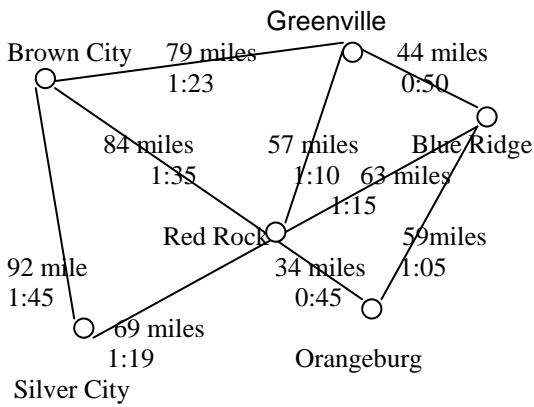 Greenville
Brown City
79 miles
1:23
44 miles
0:50
84 miles
1:35
57 miles
1:10
Blue Ridge
63 miles
1:15
Red Rock
59miles
1:05
92 mile
1:45
34 miles
0:45
69 miles
1:19
Orangeburg
Silver City